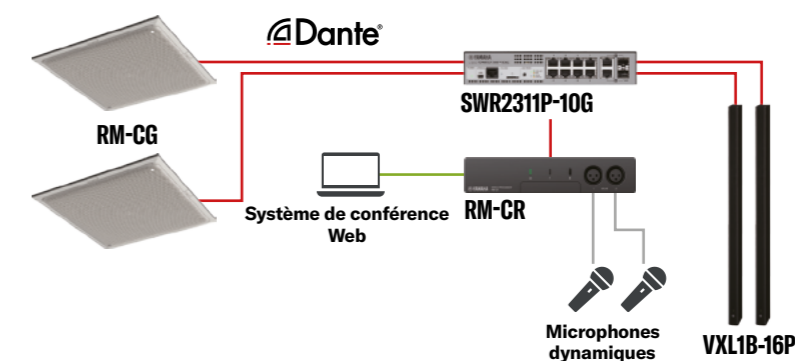 Dante®
SWR2311P-10G
RM-CG
Système de conférence
Web
RM-CR
Microphones
dynamiques
VXL1B-16P